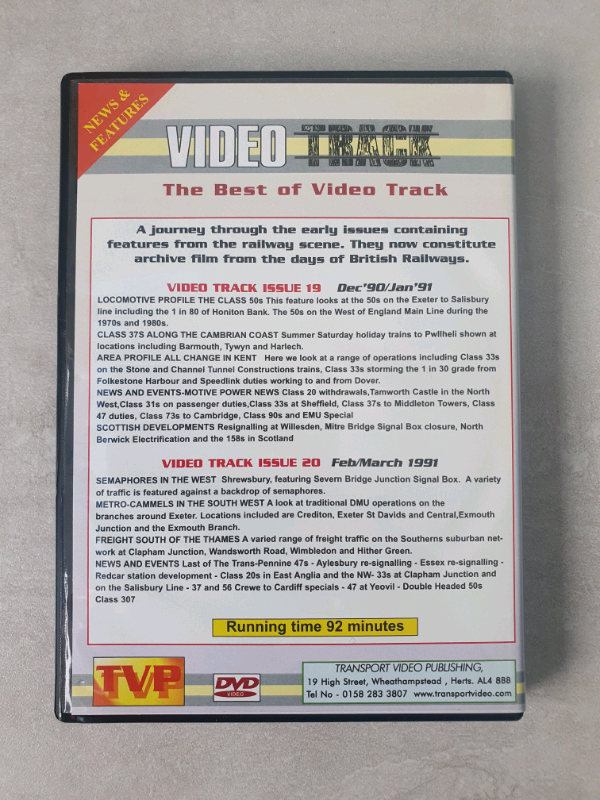 NEWS &
FEATURES
VIDEO TRACK
The Best of Video Track
A journey through the early issues containing
features from the railway scene. They now constitute
archive film from the days of British Railways.
VIDEO TRACK ISSUE 19 Dec'90/Jan'91
LOCOMOTIVE PROFILE THE CLASS 50s This feature looks at the 50s on the Exeter to Salisbury
line including the 1 in 80 of Honiton Bank. The 50s on the West of England Main Line during the
1970s and 1980s.
CLASS 37S ALONG THE CAMBRIAN COAST Summer Saturday holiday trains to Pwllheli shown at
locations including Barmouth, Tywyn and Harlech.
AREA PROFILE ALL CHANGE IN KENT Here we look at a range of operations including Class 33s
on the Stone and Channel Tunnel Constructions trains, Class 33s storming the 1 in 30 grade from
Folkestone Harbour and Speedlink duties working to and from Dover.
NEWS AND EVENTS-MOTIVE POWER NEWS Class 20 withdrawals,Tamworth Castle in the North
West,Class 31s on passenger duties,Class 33s at Sheffield, Class 37s to Middleton Towers, Class
47 duties, Class 73s to Cambridge, Class 90s and EMU Special
SCOTTISH DEVELOPMENTS Resignalling at Willesden, Mitre Bridge Signal Box closure, North
Berwick Electrification and the 158s in Scotland
VIDEO TRACK ISSUE 20 Feb/March 1991
SEMAPHORES IN THE WEST Shrewsbury, featuring Severn Bridge Junction Signal Box. A variety
of traffic is featured against a backdrop of semaphores.
METRO-CAMMELS IN THE SOUTH WEST A look at traditional DMU operations on the
branches around Exeter. Locations included are Crediton, Exeter St Davids and Central,Exmouth
Junction and the Exmouth Branch.
FREIGHT SOUTH OF THE THAMES A varied range of freight traffic on the Southerns suburban net-
work at Clapham Junction, Wandsworth Road, Wimbledon and Hither Green.
NEWS AND EVENTS Last of The Trans-Pennine 47s - Aylesbury re-signalling - Essex re-signalling -
Redcar station development - Class 20s in East Anglia and the NW- 33s at Clapham Junction and
on the Salisbury Line - 37 and 56 Crewe to Cardiff specials - 47 at Yeovil - Double Headed 50s
Class 307
Running time 92 minutes
TVP
DVD
VIDEO
TRANSPORT VIDEO PUBLISHING,
19 High Street, Wheathampstead , Herts. AL4 8BB
Tel No - 0158 283 3807 www.transportvideo.com